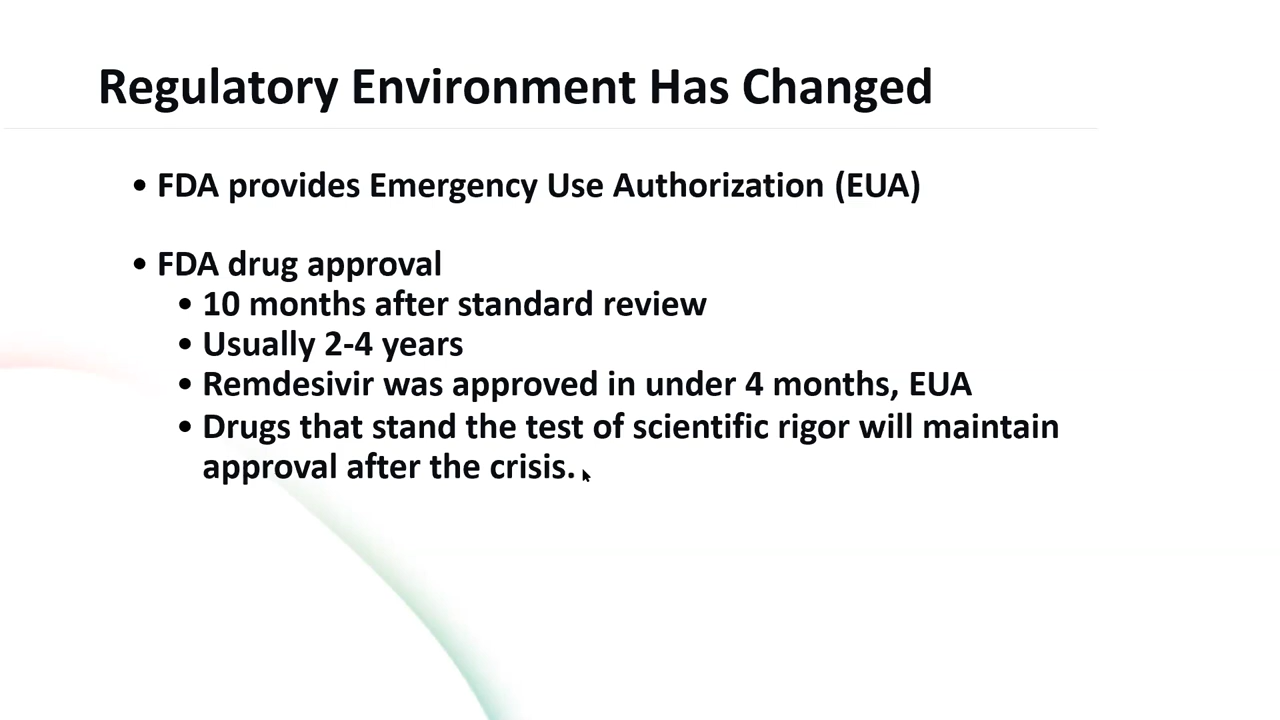 Regulatory Environment Has Changed
• FDA provides Emergency Use Authorization (EUA)
• FDA drug approval
• 10 months after standard review
• Usually 2-4 years
• Remdesivir was approved in under 4 months, EUA
• Drugs that stand the test of scientific rigor will maintain
approval after the crisis.